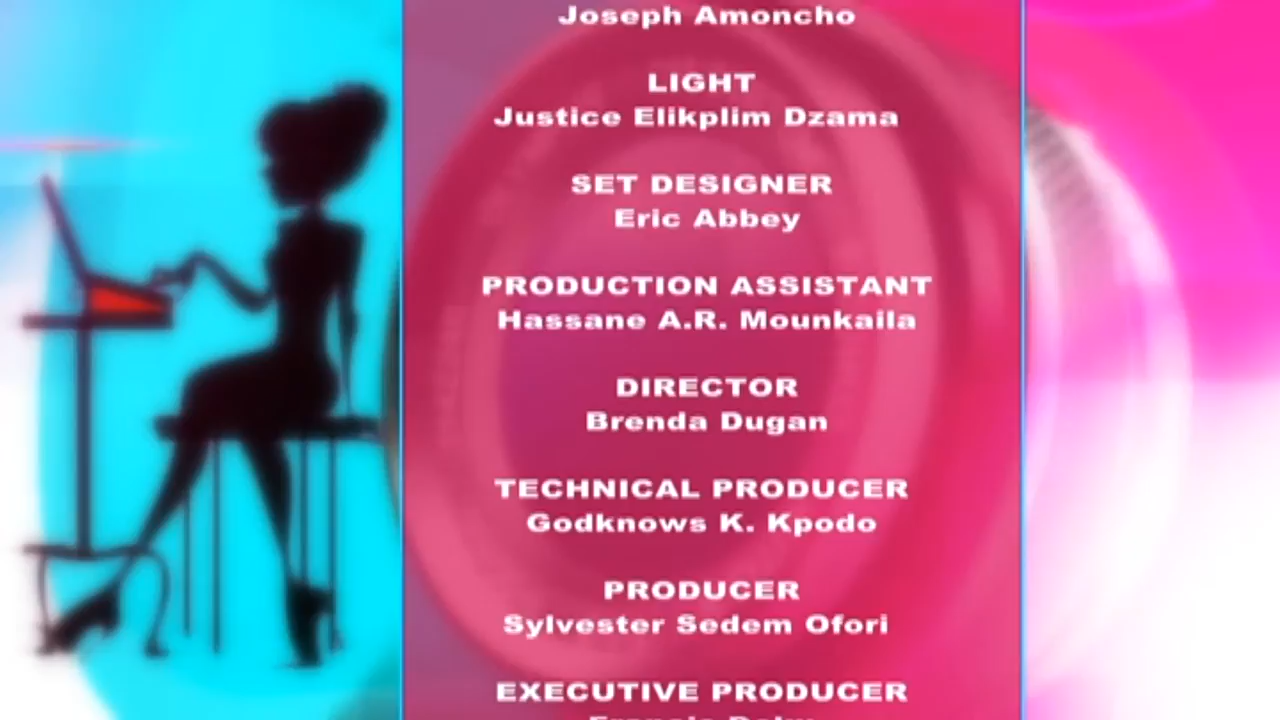 Joseph Amoncho
LIGHT
Justice Elikplim Dzama
SET DESIGNER
Eric Abbey
PRODUCTION ASSISTANT
Hassane A.R. Mounkaila
DIRECTOR
Brenda Dugan
TECHNICAL PRODUCER
Godknows K. Kpodo
PRODUCER
Sylvester Sedem Ofori
EXECUTIVE PRODUCER